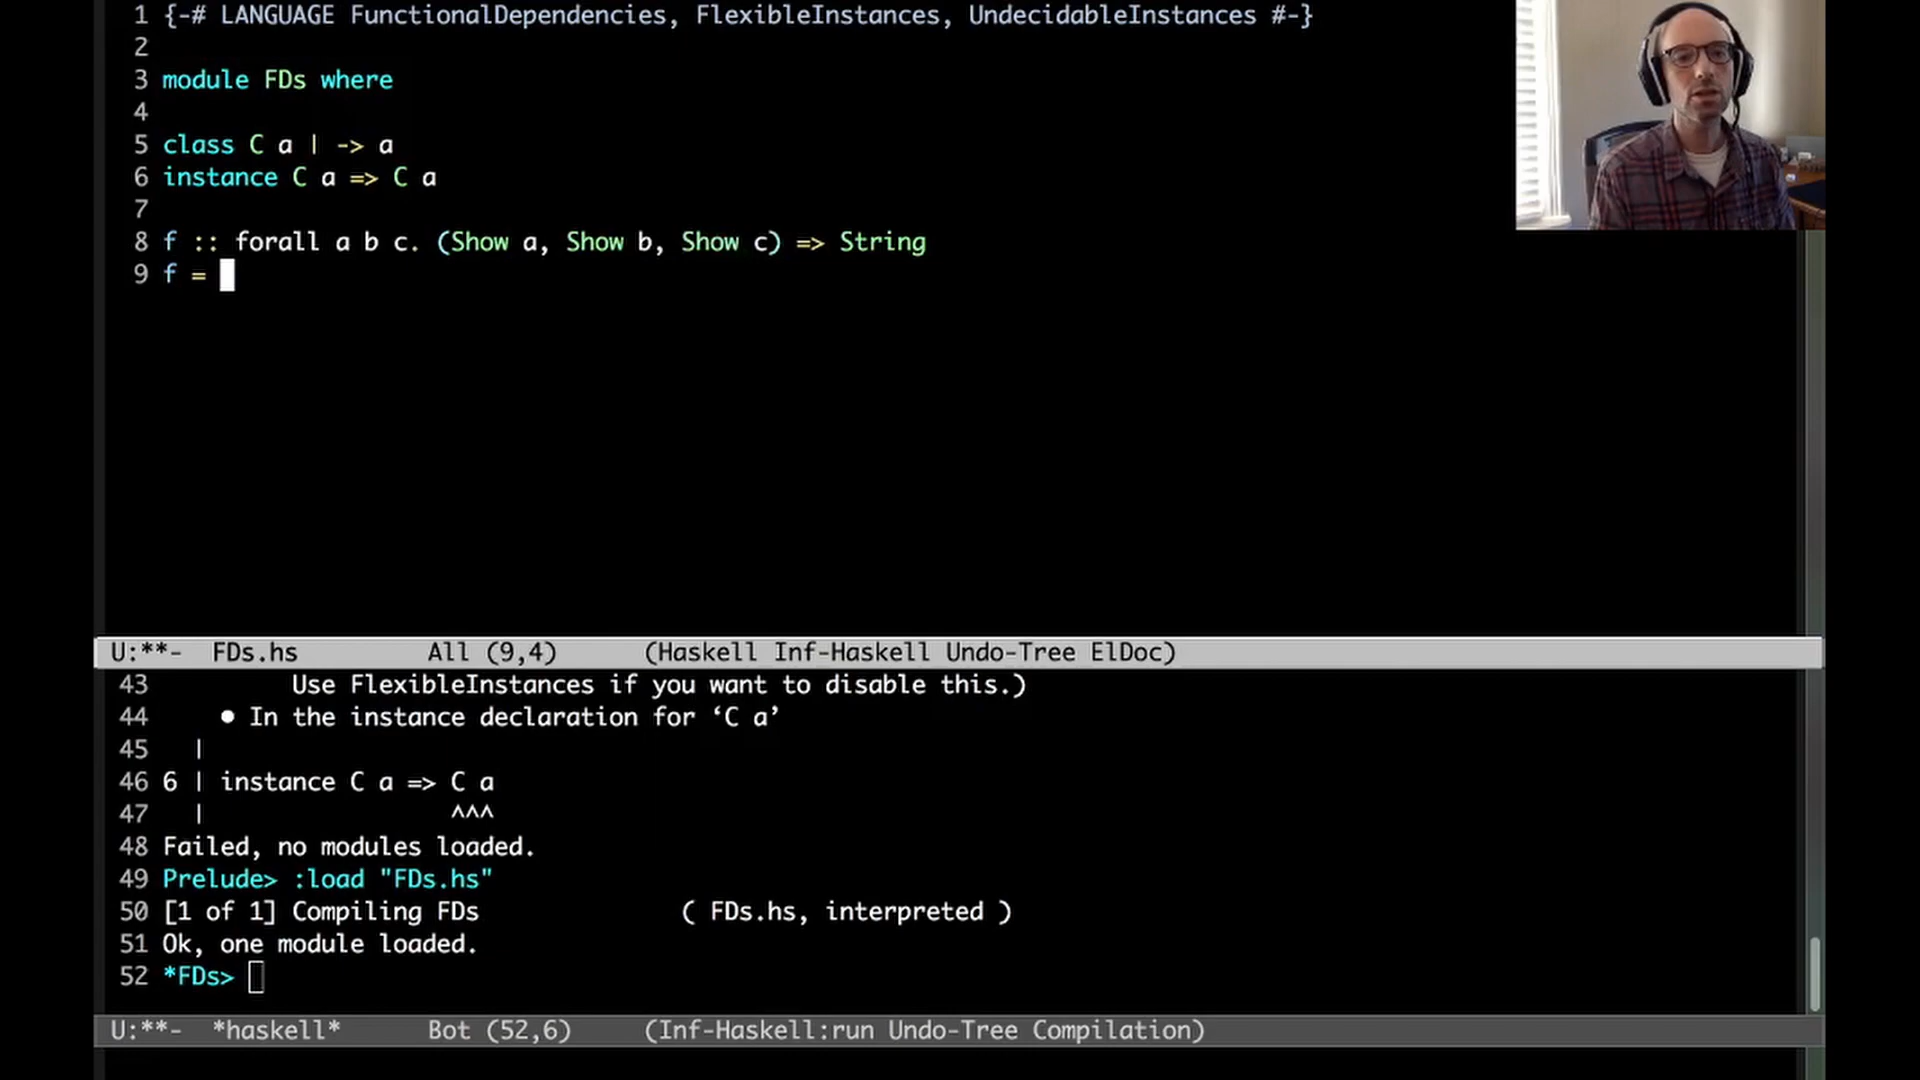 1 {-# LANGUAGE FunctionalDependencies, FlexibleInstances, UndecidableInstances #-}
2
3 module FDs where
4
5 class C a | -> a
6 instance C a => C a
7
8 f :: forall a b c. (Show a, Show b, Show c) => String
9 f =
U:**-  FDs.hs         All (9,4)      (Haskell Inf-Haskell Undo-Tree ElDoc)
43          Use FlexibleInstances if you want to disable this.)
44     • In the instance declaration for ‘C a’
45   |
46 6 | instance C a => C a
47   |                 ^^^
48 Failed, no modules loaded.
49 Prelude> :load "FDs.hs"
50 [1 of 1] Compiling FDs              ( FDs.hs, interpreted )
51 Ok, one module loaded.
52 *FDs>
U:**-  *haskell*      Bot (52,6)     (Inf-Haskell:run Undo-Tree Compilation)